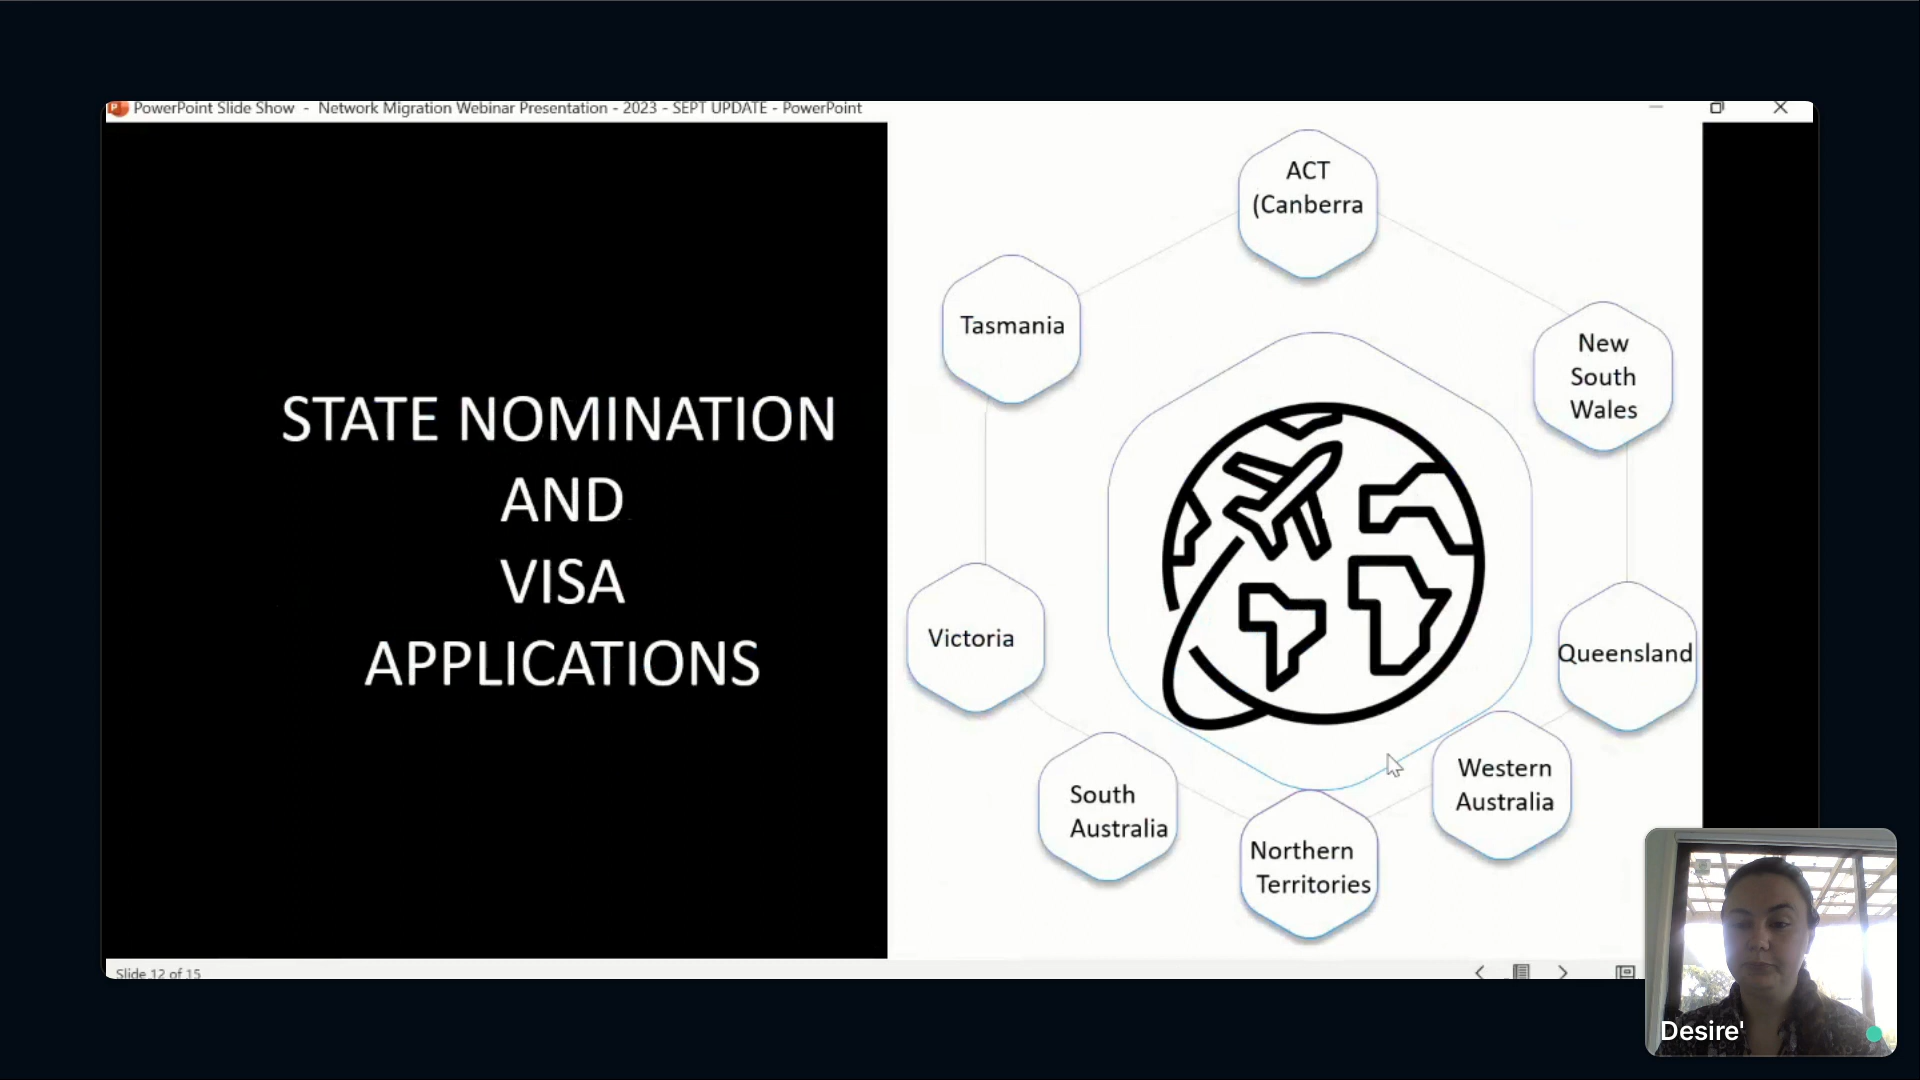 PowerPoint Slide Show - Network Migration Webinar Presentation - 2023 - SEPT UPDATE - PowerPoint
STATE NOMINATION
AND
VISA
APPLICATIONS
ACT
(Canberra
Tasmania
New
South
Wales
Victoria
Queensland
South
Australia
Western
Australia
Northern
Territories
Slide 12 of 15
Desire'